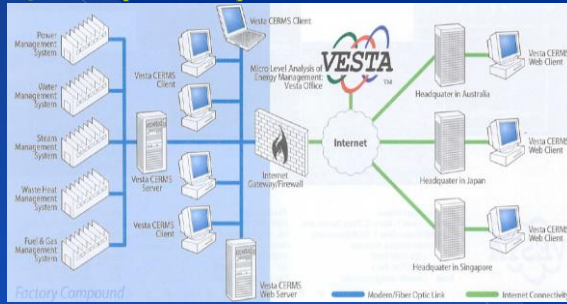 Power
Management
System
Water
Management
System
Steam
Management
System
Waste Heat
Management
System
Fuel & Gas
Management
System
Factory Compound
Vesta CERMS
Client
Vesta CERMS
Server
Vesta CERMS
Client
Vesta CERMS Client
Micro Level Analysis of
Energy Management:
Vesta Office
VESTA
TM
Internet
Gateway/Firewall
Vesta CERMS
Web Server
Internet
Headquater in Australia
Vesta CERMS
Web Client
Headquater in Japan
Vesta CERMS
Web Client
Headquater in Singapore
Vesta CERMS
Web Client
Modem/Fiber Optic Link
Internet Connectivity